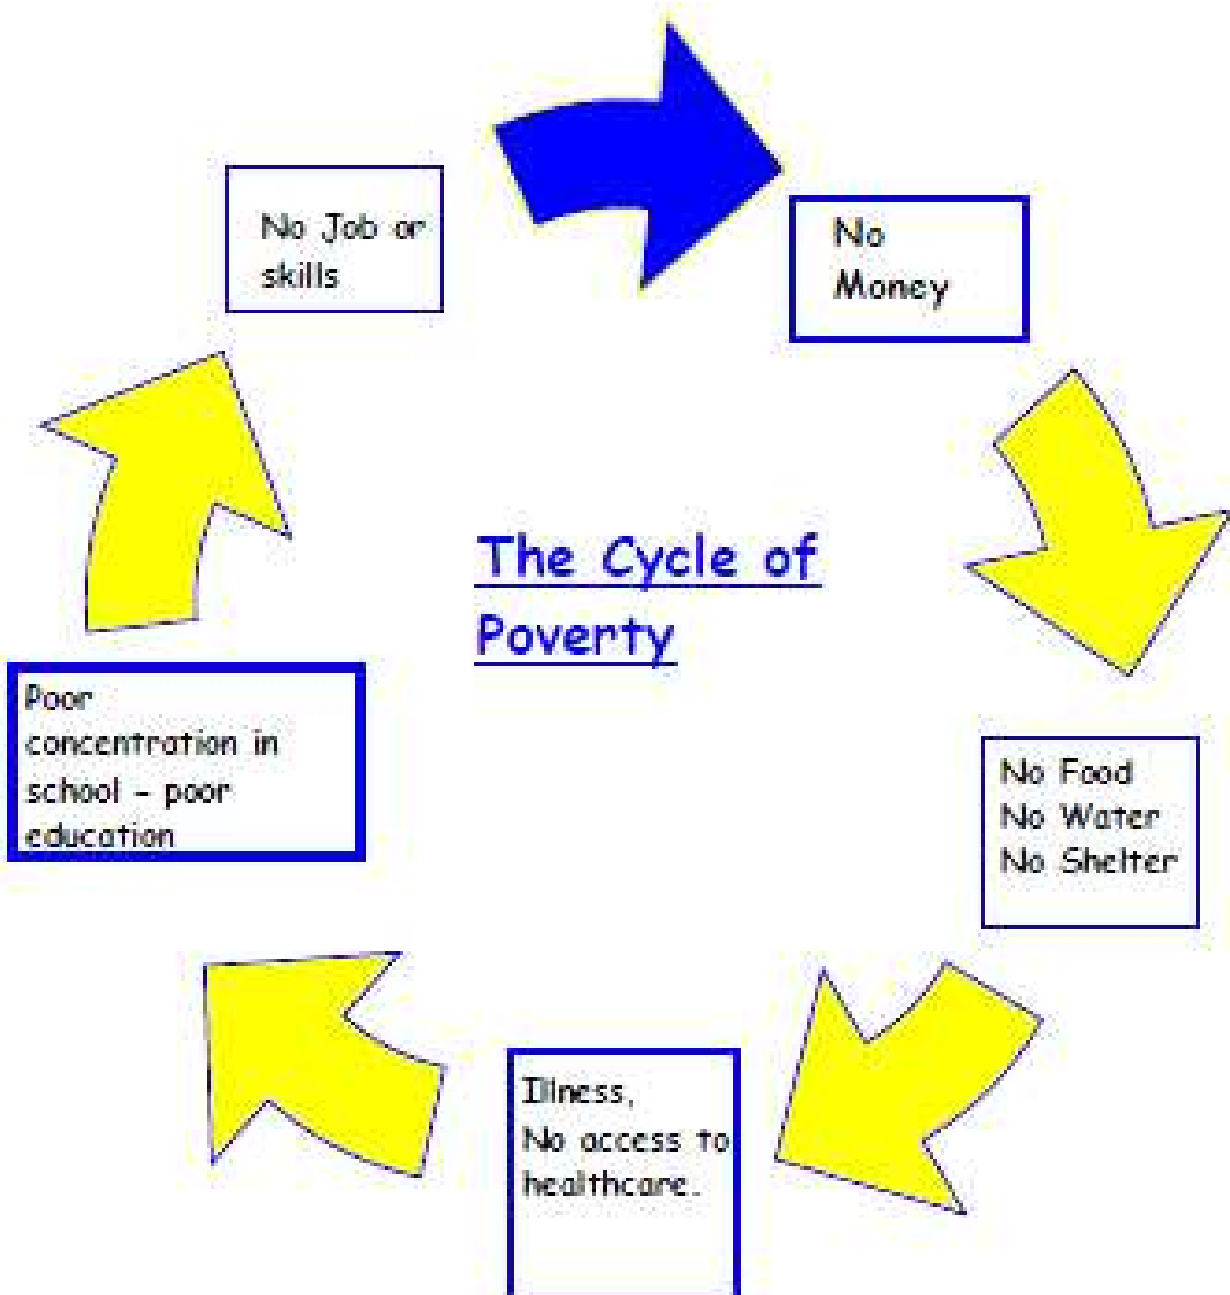 No Job or
skills
No
Money
The Cycle of
Poverty
Poor
concentration in
school - poor
education
No Food
No Water
No Shelter
Illness,
No access to
healthcare.